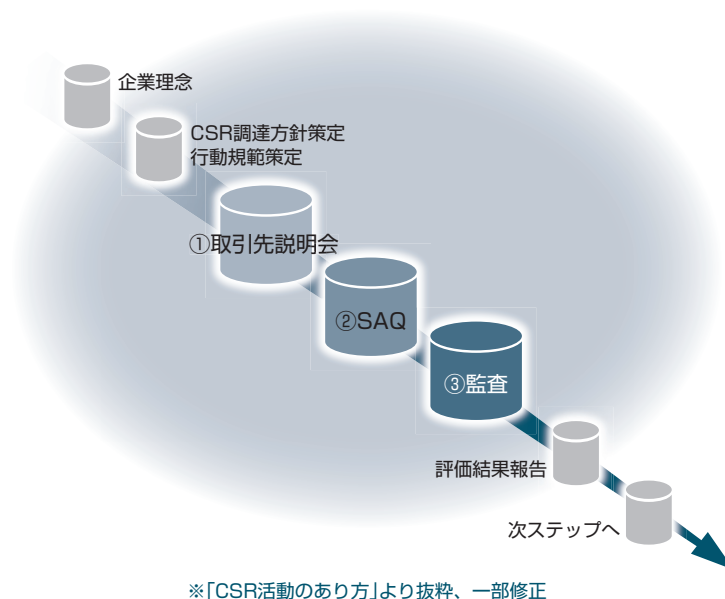 企業理念
CSR調達方針策定
行動規範策定
①取引先説明会
②SAQ
③監査
評価結果報告
次ステップへ
※「CSR活動のあり方」より抜粋、一部修正